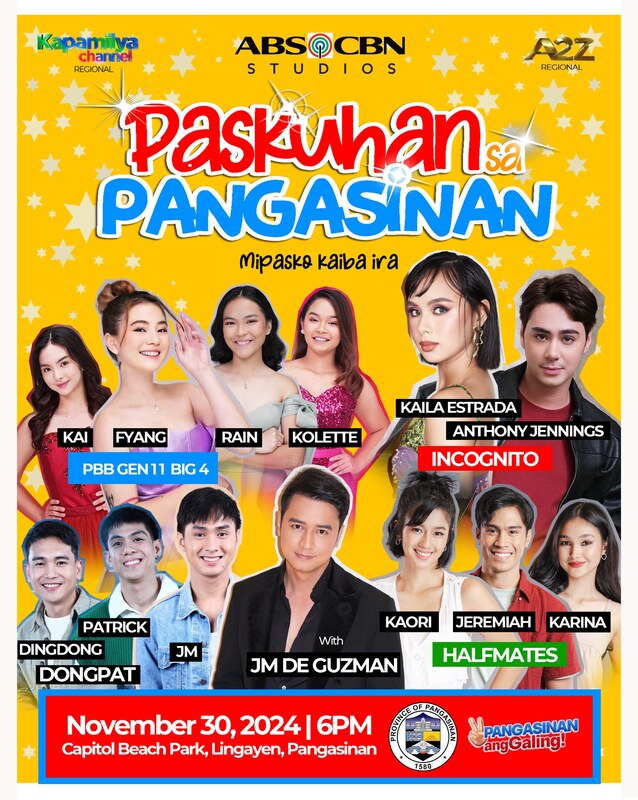 Kapamilya
channel
REGIONAL
ABS CBN
STUDIOS
A2Z
REGIONAL
Paskuhan sa
PANGASINAN
Mipasko kaiba ira
KAI
FYANG
RAIN
KOLETTE
PBB GEN 11 BIG 4
KAILA ESTRADA
ANTHONY JENNINGS
INCOGNITO
DINGDONG
PATRICK
JM
DONGPAT
With
JM DE GUZMAN
KAORI
JEREMIAH
KARINA
HALFMATES
November 30, 2024 | 6PM
Capitol Beach Park, Lingayen, Pangasinan
PROVINCE OF PANGASINAN
1580
PANGASINAN
angGaling!